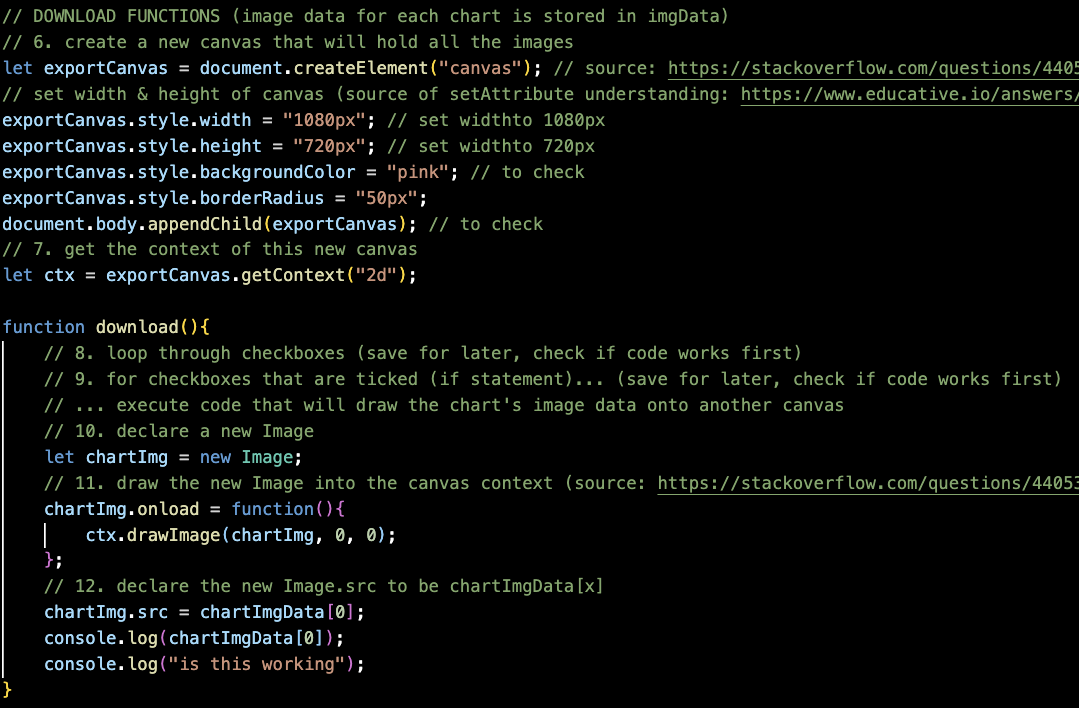 // DOWNLOAD FUNCTIONS (image data for each chart is stored in imgData)
// 6. create a new canvas that will hold all the images
let exportCanvas = document.createElement("canvas"); // source: https://stackoverflow.com/questions/4405
// set width & height of canvas (source of setAttribute understanding: https://www.educative.io/answers/
exportCanvas.style.width = "1080px"; // set widthto 1080px
exportCanvas.style.height = "720px"; // set widthto 720px
exportCanvas.style.backgroundColor = "pink"; // to check
exportCanvas.style.borderRadius = "50px";
document.body.appendChild(exportCanvas); // to check
// 7. get the context of this new canvas
let ctx = exportCanvas.getContext("2d");

function download(){
    // 8. loop through checkboxes (save for later, check if code works first)
    // 9. for checkboxes that are ticked (if statement)... (save for later, check if code works first)
    // ... execute code that will draw the chart's image data onto another canvas
    // 10. declare a new Image
    let chartImg = new Image;
    // 11. draw the new Image into the canvas context (source: https://stackoverflow.com/questions/44053
    chartImg.onload = function(){
        ctx.drawImage(chartImg, 0, 0);
    };
    // 12. declare the new Image.src to be chartImgData[x]
    chartImg.src = chartImgData[0];
    console.log(chartImgData[0]);
    console.log("is this working");
}